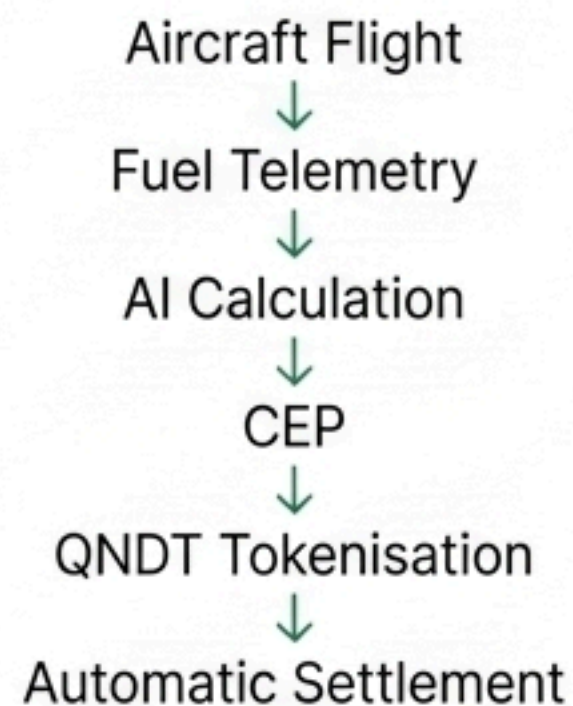 Aircraft Flight
Fuel Telemetry
AI Calculation
CEP
QNDT Tokenisation
Automatic Settlement